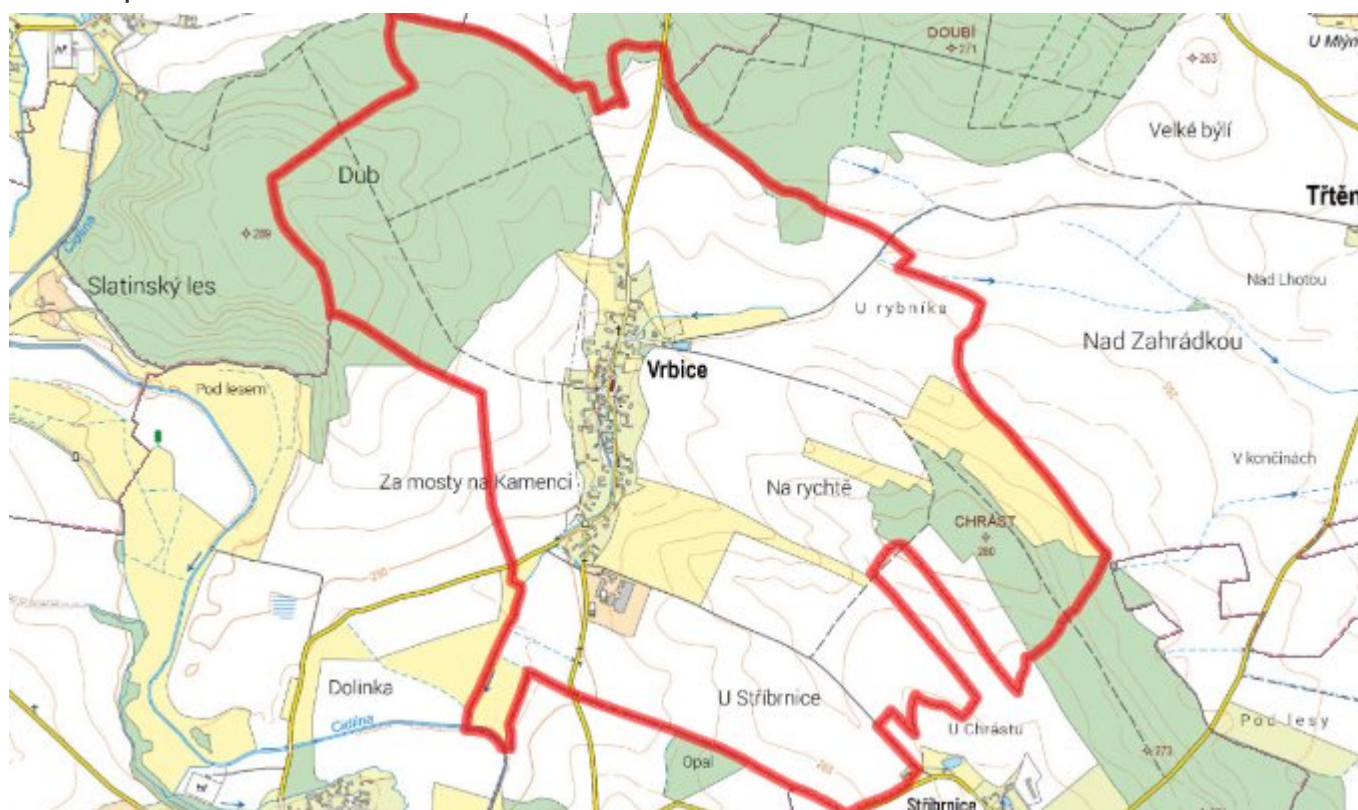 DOUBÍ
271
263
U Mlýn
Velké býlí
Dub
Třtěn
Cidlina
289
Slatinský les
Nad Lhotou
U rybníka
Nad Zahrádkou
Vrbice
Pod lesem
V končinách
Za mosty na Kamenci
Na rychtě
CHRÁST
280
Dolinka
U Stříbrnice
Cidlina
U Chrástu
Pod lesy
Opal
273
Stříbrnice